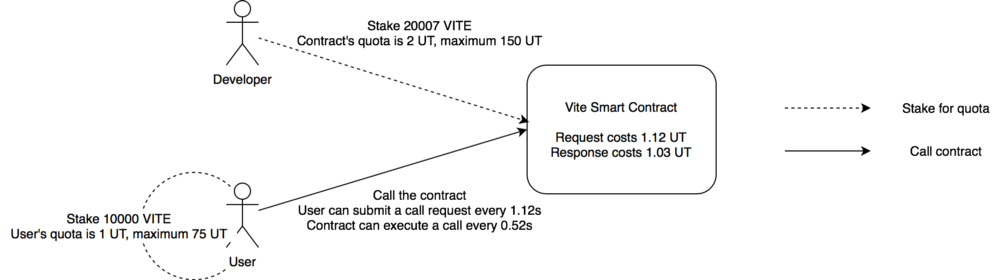 Stake 20007 VITE
Contract's quota is 2 UT, maximum 150 UT
Developer
Vite Smart Contract
Request costs 1.12 UT
Response costs 1.03 UT
Stake for quota
Call contract
Call the contract
User can submit a call request every 1.12s
Contract can execute a call every 0.52s
Stake 10000 VITE
User's quota is 1 UT, maximum 75 UT
User